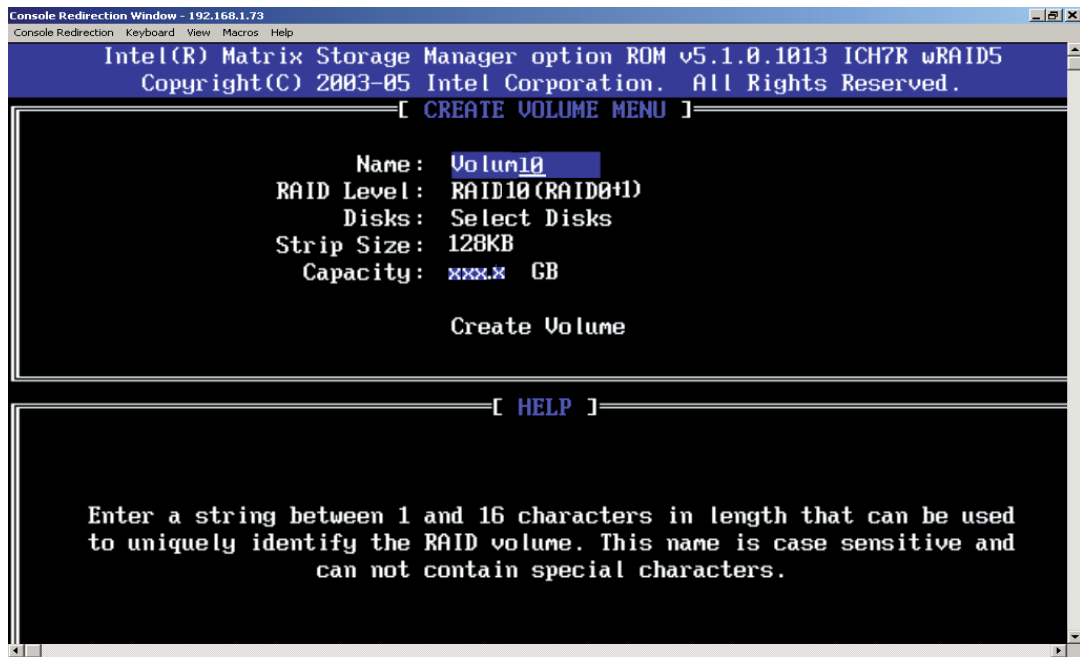 Console Redirection Window - 192.168.1.73
Console Redirection Keyboard View Macros Help
Intel(R) Matrix Storage Manager option ROM v5.1.0.1013 ICH7R wRAID5
Copyright(C) 2003-05 Intel Corporation. All Rights Reserved.
[ CREATE VOLUME MENU ]
Name: Volum10
RAID Level: RAID10(RAID0+1)
Disks: Select Disks
Strip Size: 128KB
Capacity: xxx.x GB
Create Volume
[ HELP ]
Enter a string between 1 and 16 characters in length that can be used
to uniquely identify the RAID volume. This name is case sensitive and
can not contain special characters.